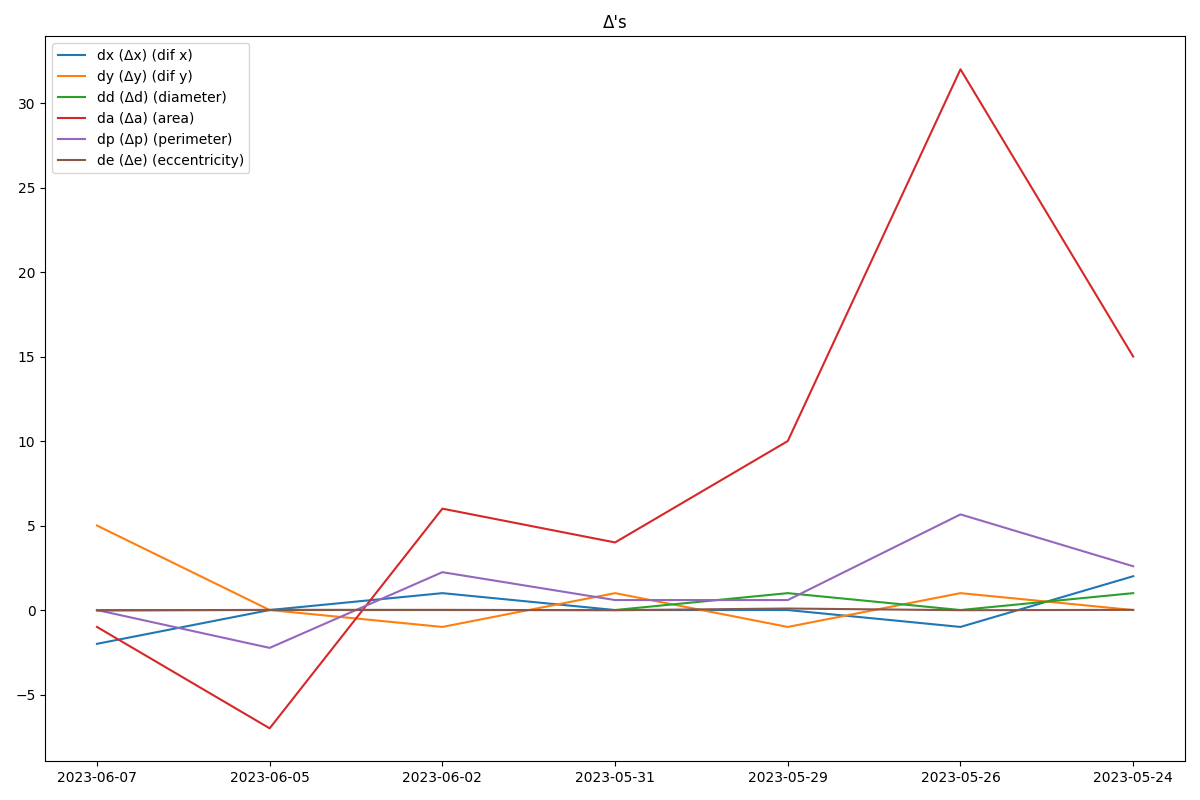 Δ's
dx (Δx) (dif x)
dy (Δy) (dif y)
dd (Δd) (diameter)
da (Δa) (area)
dp (Δp) (perimeter)
de (Δe) (eccentricity)
30
25
20
15
10
5
0
−5
2023-06-07 2023-06-05 2023-06-02 2023-05-31 2023-05-29 2023-05-26 2023-05-24